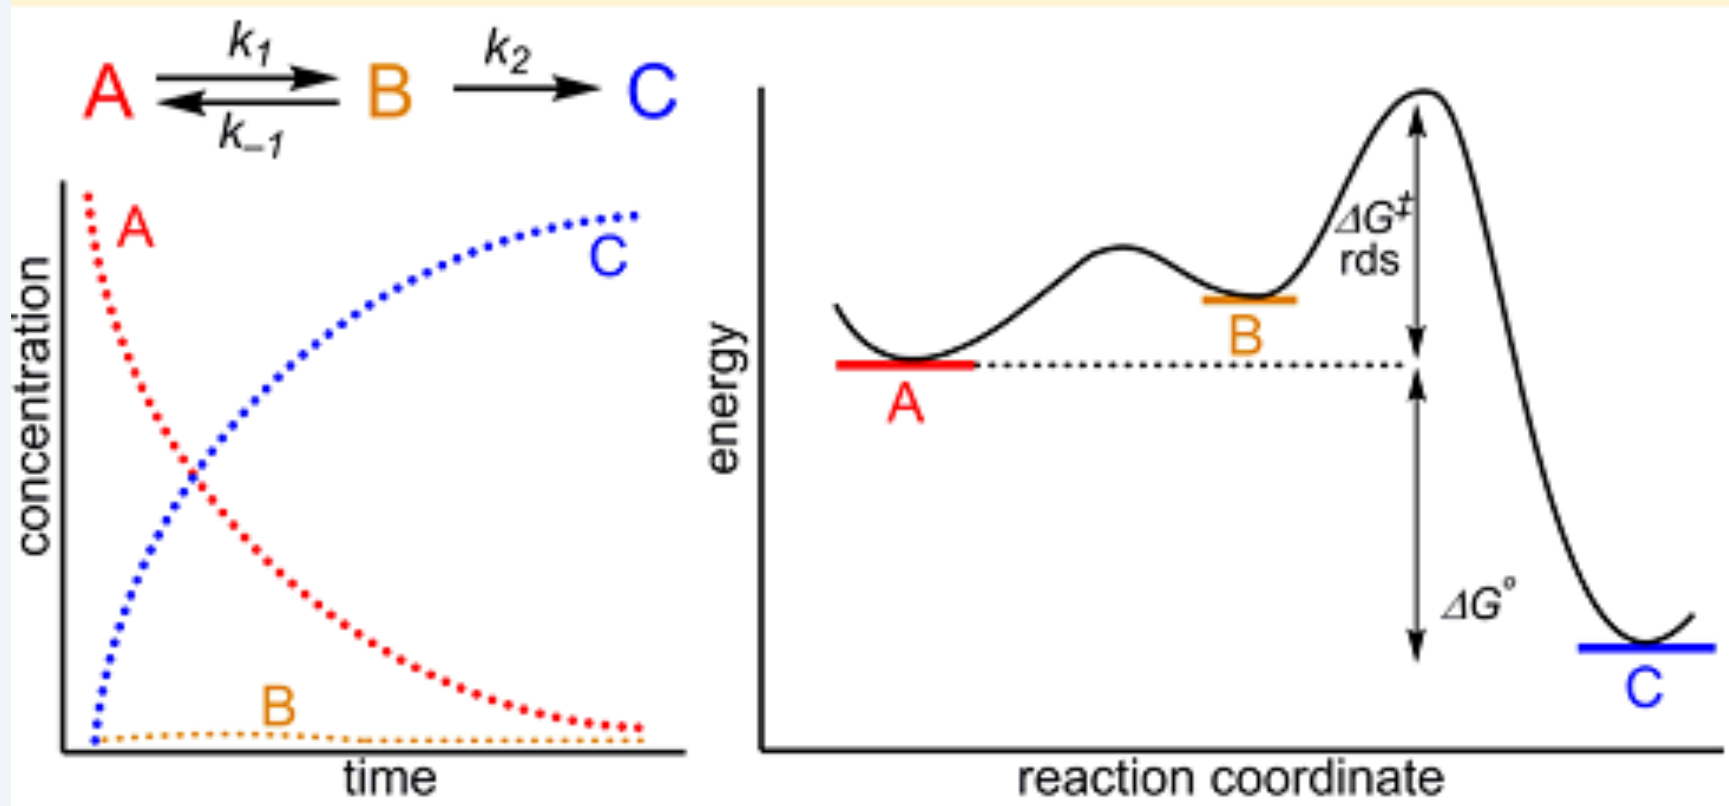 A k₁ k₋₁ B k₂ C
concentration
A
C
B
time
energy
ΔG‡
rds
B
A
ΔG°
C
reaction coordinate